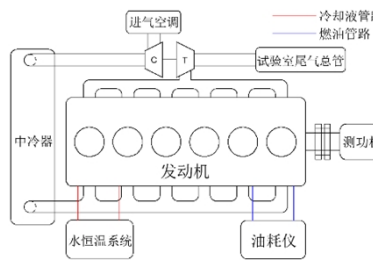 进气空调
冷却液管路
燃油管路
C
T
试验室尾气总管
中冷器
发动机
测功机
水恒温系统
油耗仪